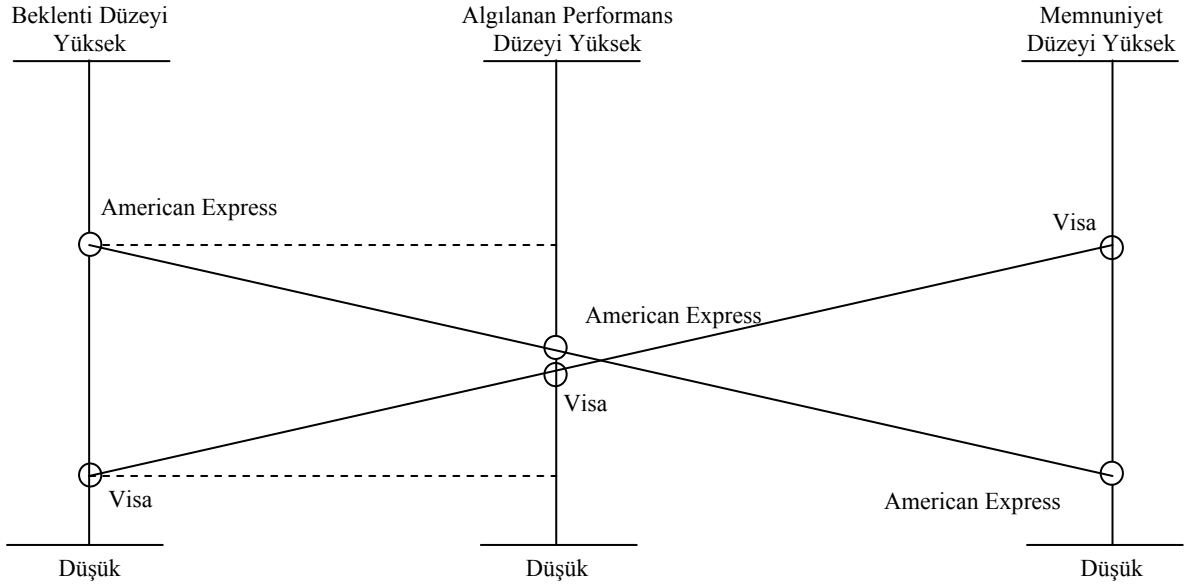 Beklenti Düzeyi
Yüksek
Algılanan Performans
Düzeyi Yüksek
Memnuniyet
Düzeyi Yüksek
American Express
Visa
American Express
Visa
Visa
American Express
Düşük
Düşük
Düşük